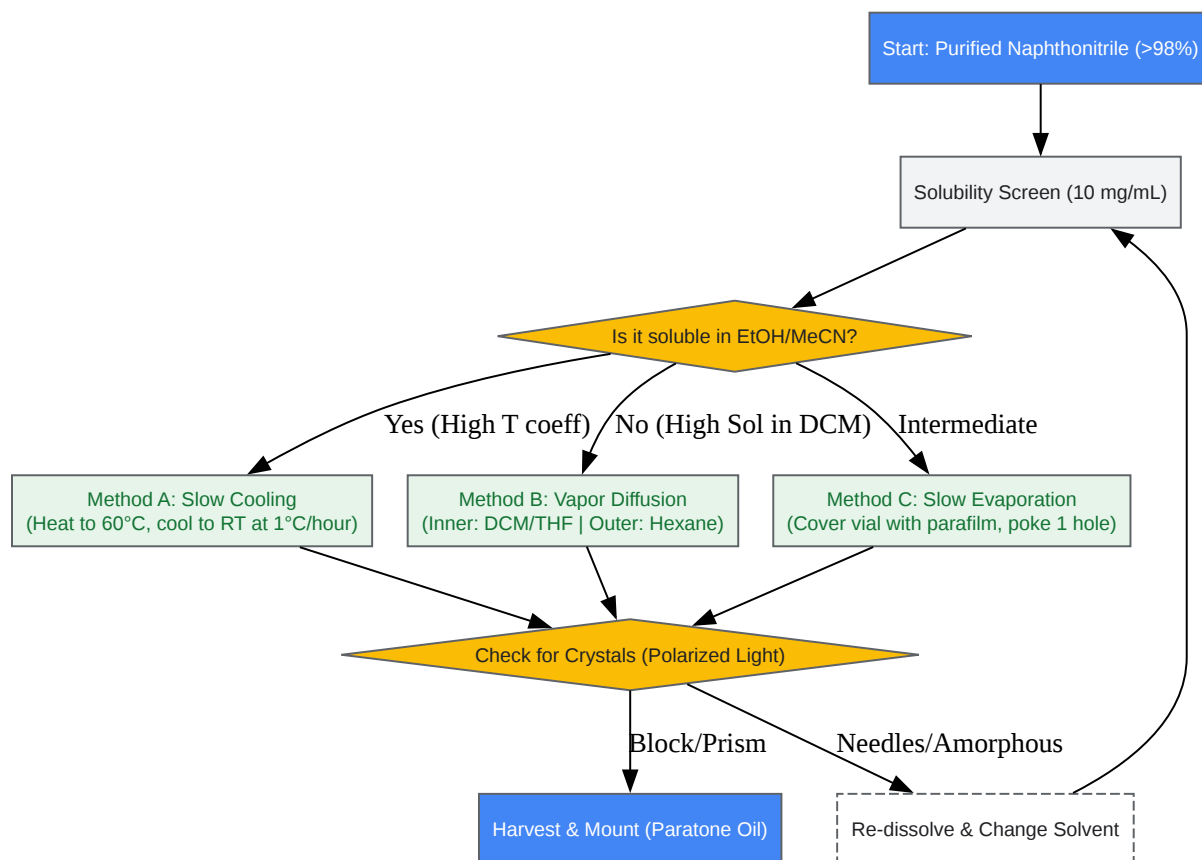 Start: Purified Naphthonitrile (>98%)
Solubility Screen (10 mg/mL)
Is it soluble in EtOH/MeCN?
Yes (High T coeff)
No (High Sol in DCM)
Intermediate
Method A: Slow Cooling
(Heat to 60°C, cool to RT at 1°C/hour)
Method B: Vapor Diffusion
(Inner: DCM/THF | Outer: Hexane)
Method C: Slow Evaporation
(Cover vial with parafilm, poke 1 hole)
Check for Crystals (Polarized Light)
Block/Prism
Needles/Amorphous
Harvest & Mount (Paratone Oil)
Re-dissolve & Change Solvent